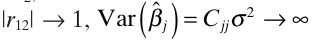 |r₁₂| → 1, Var(β̂ⱼ) = Cⱼⱼσ² → ∞